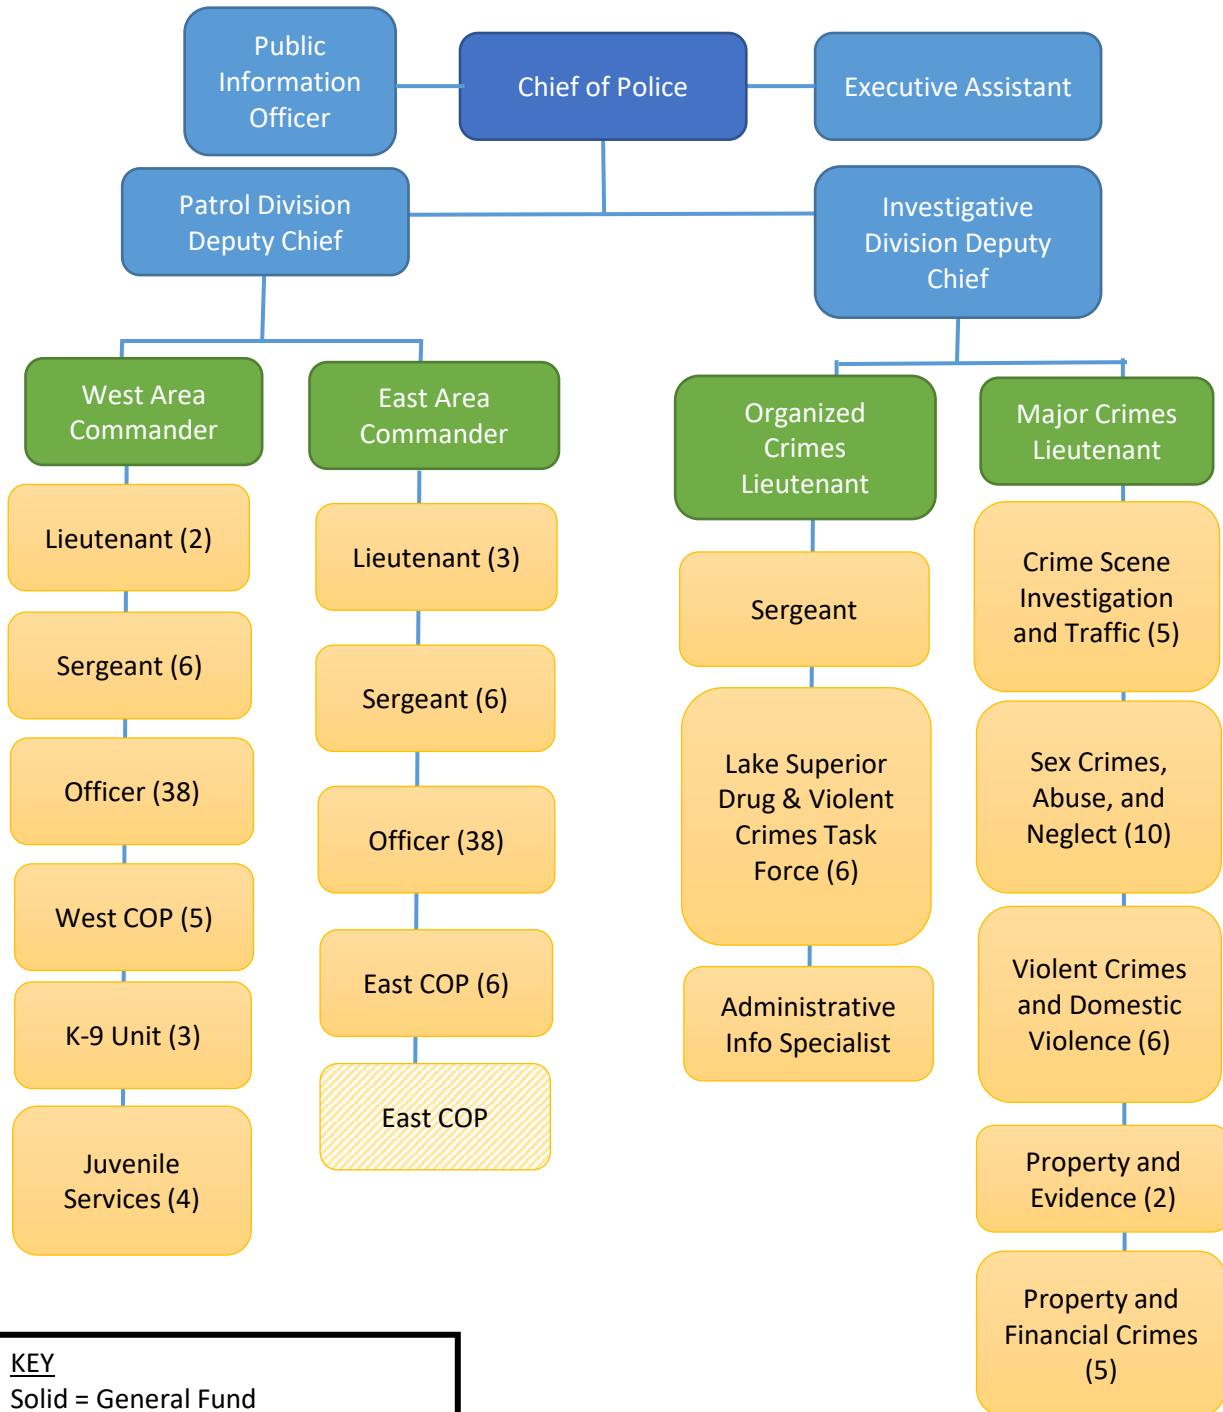 Public
Information
Officer
Chief of Police
Executive Assistant
Patrol Division
Deputy Chief
Investigative
Division Deputy
Chief
West Area
Commander
East Area
Commander
Organized
Crimes
Lieutenant
Major Crimes
Lieutenant
Lieutenant (2)
Sergeant (6)
Officer (38)
West COP (5)
K-9 Unit (3)
Juvenile
Services (4)
Lieutenant (3)
Sergeant (6)
Officer (38)
East COP (6)
East COP
Sergeant
Lake Superior
Drug & Violent
Crimes Task
Force (6)
Administrative
Info Specialist
Crime Scene
Investigation
and Traffic (5)
Sex Crimes,
Abuse, and
Neglect (10)
Violent Crimes
and Domestic
Violence (6)
Property and
Evidence (2)
Property and
Financial Crimes
(5)
KEY
Solid = General Fund